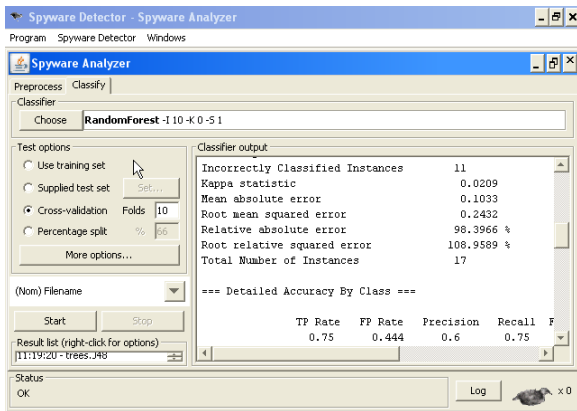 Spyware Detector - Spyware Analyzer
Program Spyware Detector Windows
Spyware Analyzer
Preprocess Classify
Classifier
Choose RandomForest -I 10 -K 0 -S 1
Test options
Use training set
Supplied test set Set...
Cross-validation Folds 10
Percentage split % 66
More options...
(Nom) Filename
Start Stop
Result list (right-click for options)
11:19:20 - trees.J48
Classifier output
Incorrectly Classified Instances 11
Kappa statistic 0.0209
Mean absolute error 0.1033
Root mean squared error 0.2432
Relative absolute error 98.3966 %
Root relative squared error 108.9589 %
Total Number of Instances 17
=== Detailed Accuracy By Class ===
TP Rate FP Rate Precision Recall F
0.75 0.444 0.6 0.75
Status
OK
Log x 0